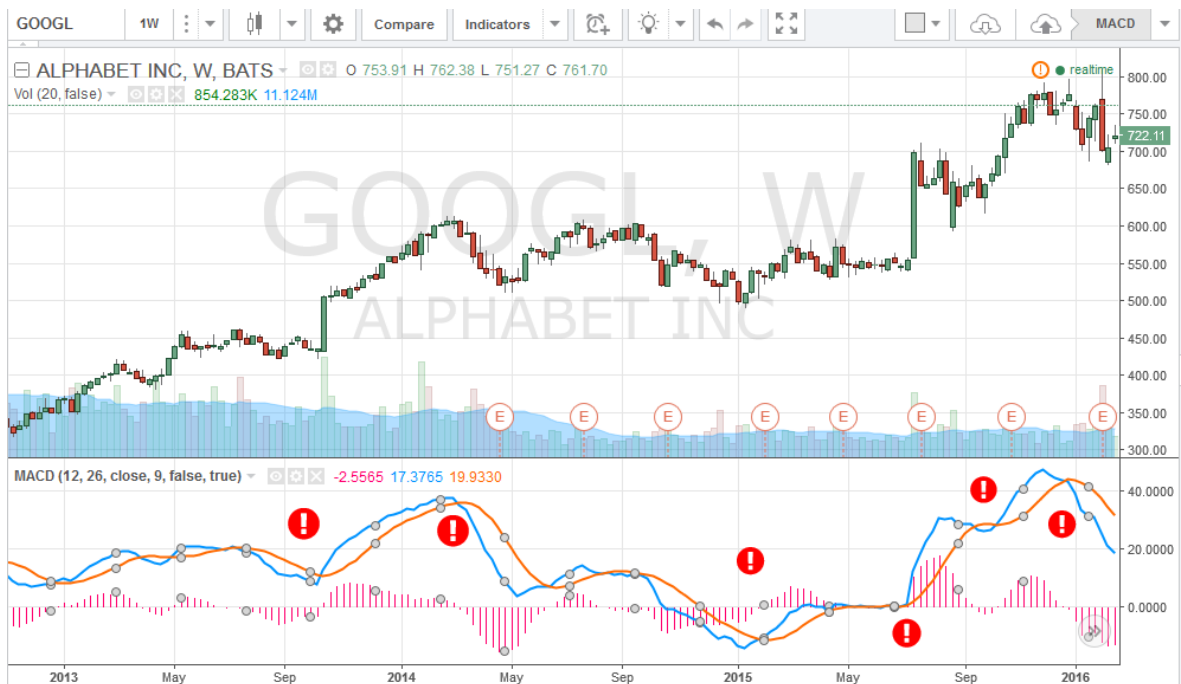 GOOGL 1W Compare Indicators MACD
ALPHABET INC, W, BATS O 753.91 H 762.38 L 751.27 C 761.70 ! realtime
Vol (20, false) 854.283K 11.124M
GOOGL, W
ALPHABET INC
800.00
750.00
722.11
700.00
650.00
600.00
550.00
500.00
450.00
400.00
350.00
300.00
E E E E E E E E
MACD (12, 26, close, 9, false, true) -2.5565 17.3765 19.9330
40.0000
20.0000
0.0000
! ! ! ! ! !
2013 May Sep 2014 May Sep 2015 May Sep 2016